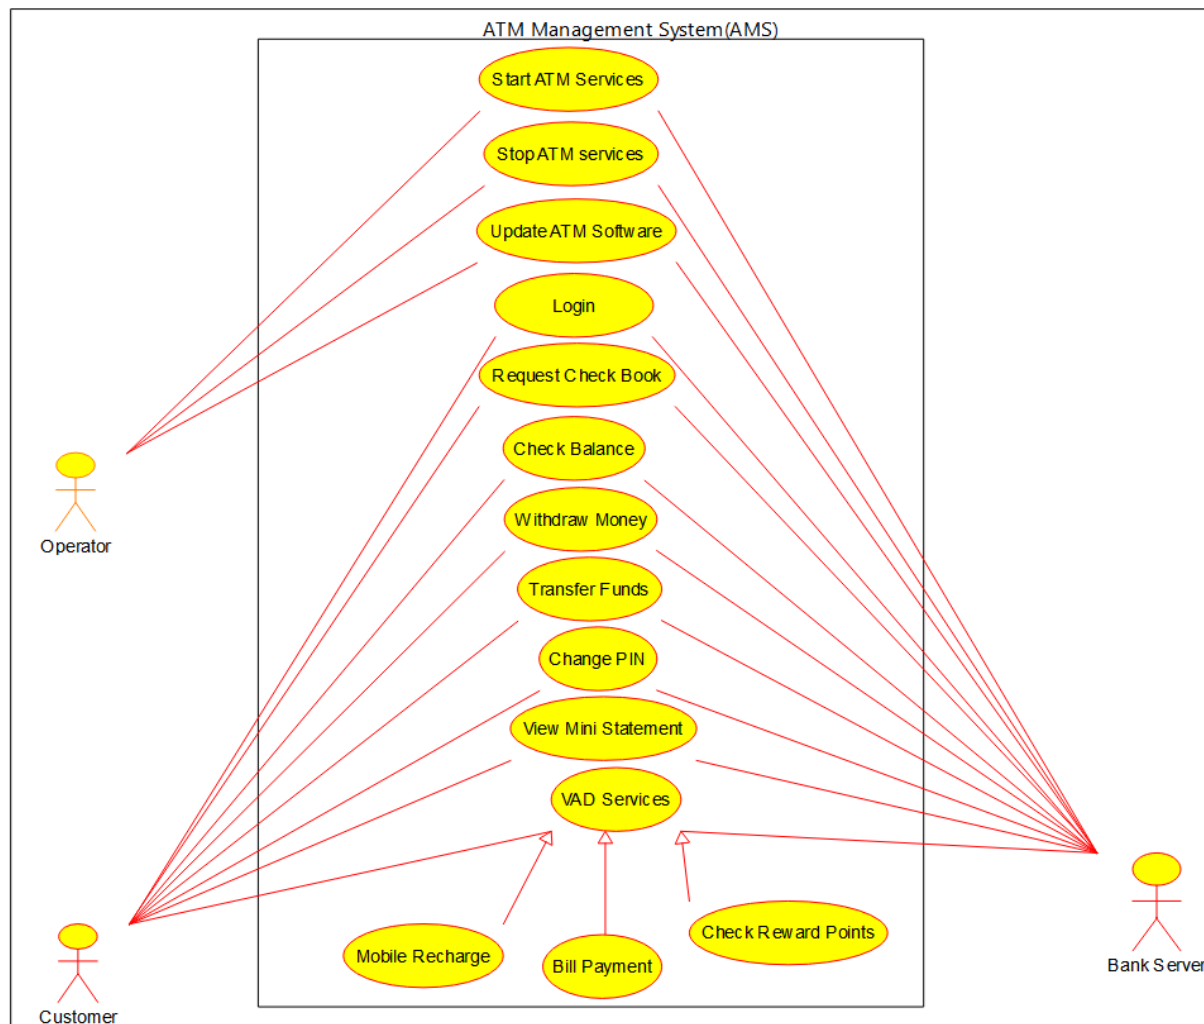 ATM Management System(AMS)
Start ATM Services
Stop ATM services
Update ATM Software
Login
Request Check Book
Check Balance
Withdraw Money
Transfer Funds
Change PIN
View Mini Statement
VAD Services
Mobile Recharge
Bill Payment
Check Reward Points
Operator
Customer
Bank Server